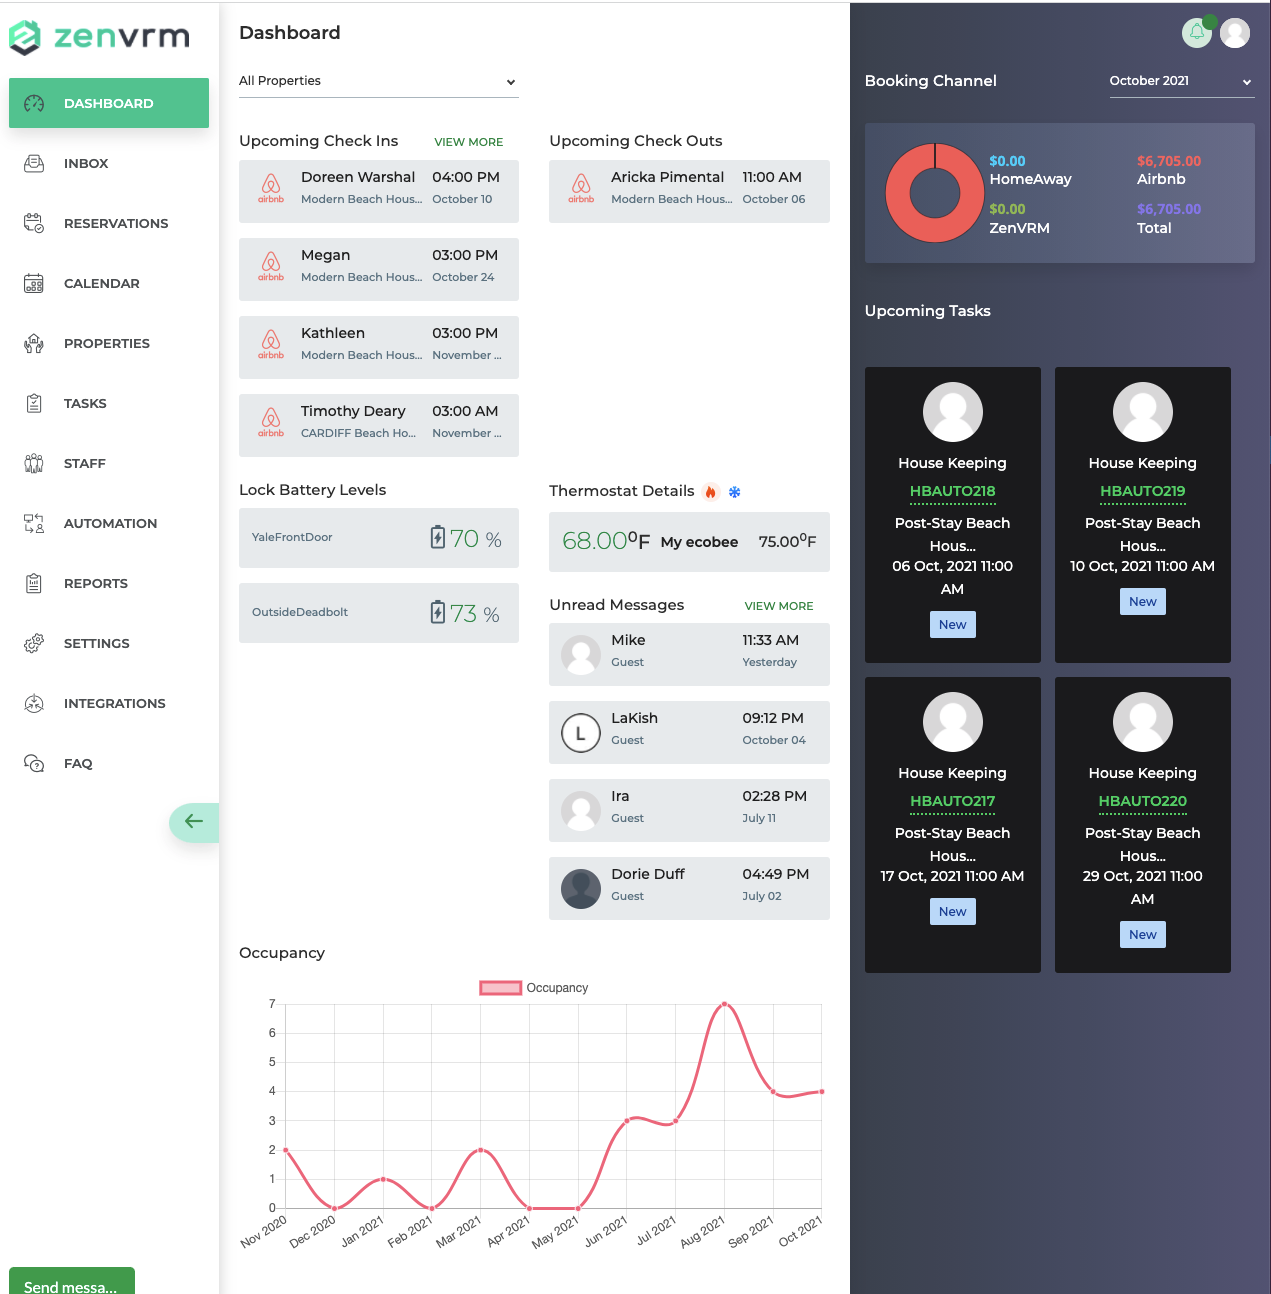 zenvrm
DASHBOARD
INBOX
RESERVATIONS
CALENDAR
PROPERTIES
TASKS
STAFF
AUTOMATION
REPORTS
SETTINGS
INTEGRATIONS
FAQ
Send messa...
Dashboard
All Properties
Upcoming Check Ins VIEW MORE
airbnb
Doreen Warshal 04:00 PM
Modern Beach Hous... October 10
airbnb
Megan 03:00 PM
Modern Beach Hous... October 24
airbnb
Kathleen 03:00 PM
Modern Beach Hous... November ...
airbnb
Timothy Deary 03:00 AM
CARDIFF Beach Ho... November ...
Upcoming Check Outs
airbnb
Aricka Pimental 11:00 AM
Modern Beach Hous... October 06
Lock Battery Levels
YaleFrontDoor 70 %
OutsideDeadbolt 73 %
Thermostat Details
68.00⁰F My ecobee 75.00⁰F
Unread Messages VIEW MORE
Mike 11:33 AM
Guest Yesterday
L
LaKish 09:12 PM
Guest October 04
Ira 02:28 PM
Guest July 11
Dorie Duff 04:49 PM
Guest July 02
Occupancy
Occupancy
7
6
5
4
3
2
1
0
Nov 2020 Dec 2020 Jan 2021 Feb 2021 Mar 2021 Apr 2021 May 2021 Jun 2021 Jul 2021 Aug 2021 Sep 2021 Oct 2021
Booking Channel October 2021
$0.00 $6,705.00
HomeAway Airbnb
$0.00 $6,705.00
ZenVRM Total
Upcoming Tasks
House Keeping
HBAUTO218
Post-Stay Beach
Hous...
06 Oct, 2021 11:00
AM
New
House Keeping
HBAUTO219
Post-Stay Beach
Hous...
10 Oct, 2021 11:00 AM
New
House Keeping
HBAUTO217
Post-Stay Beach
Hous...
17 Oct, 2021 11:00 AM
New
House Keeping
HBAUTO220
Post-Stay Beach
Hous...
29 Oct, 2021 11:00
AM
New